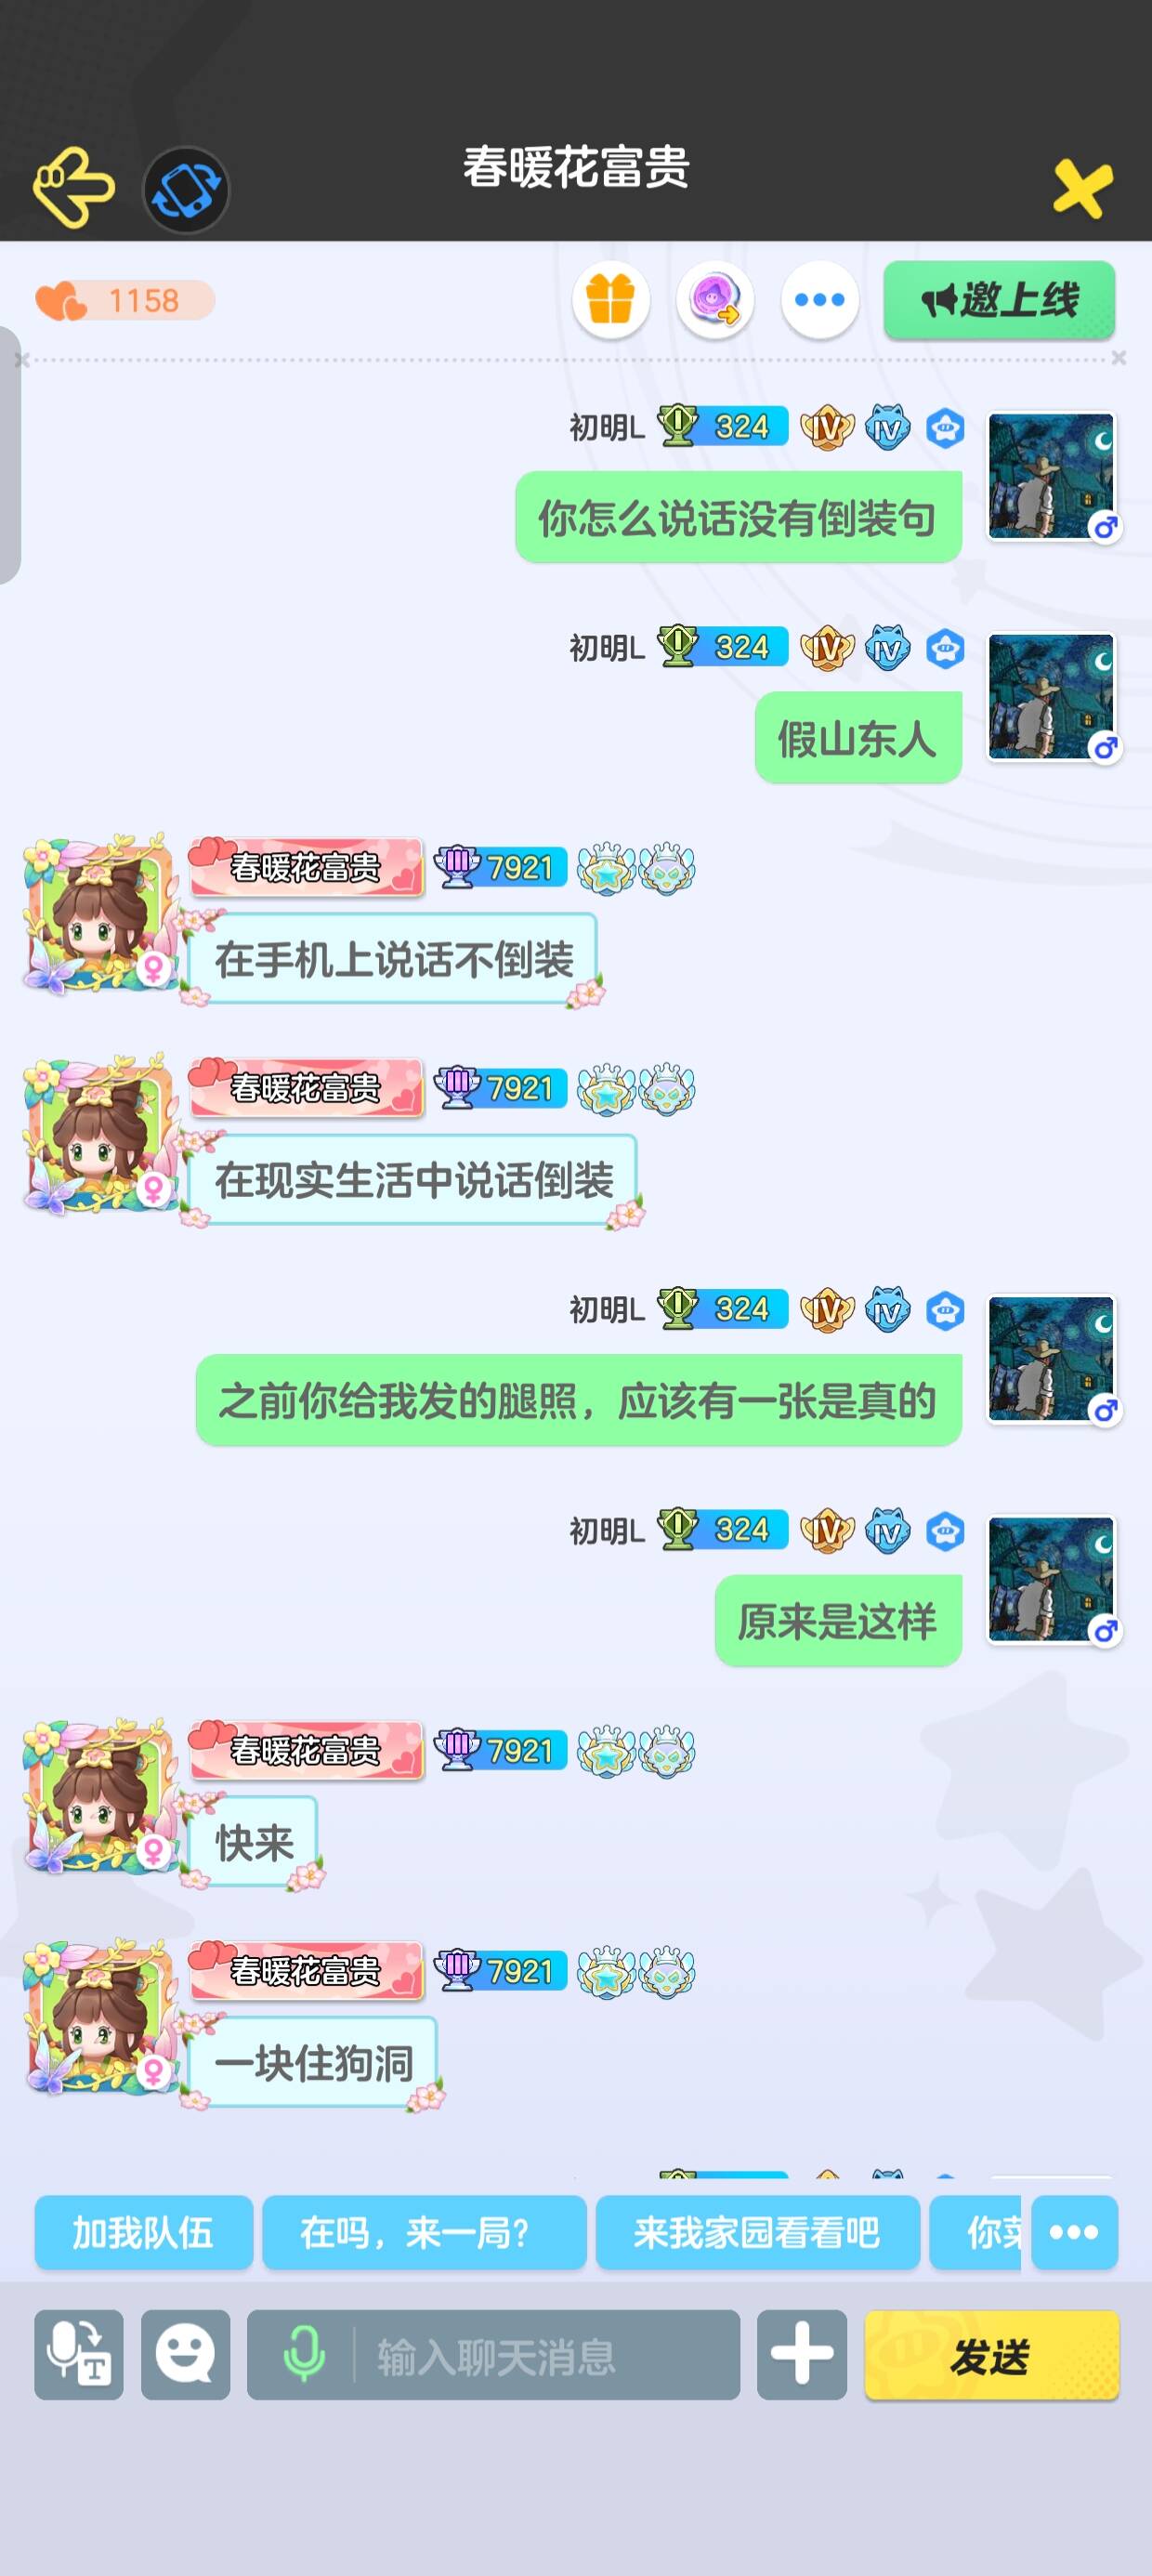 春暖花富贵
1158
邀上线
初明L 324 IV IV
你怎么说话没有倒装句
初明L 324 IV IV
假山东人
春暖花富贵 7921
在手机上说话不倒装
春暖花富贵 7921
在现实生活中说话倒装
初明L 324 IV IV
之前你给我发的腿照，应该有一张是真的
初明L 324 IV IV
原来是这样
春暖花富贵 7921
快来
春暖花富贵 7921
一块住狗洞
加我队伍
在吗，来一局？
来我家园看看吧
你
输入聊天消息
发送